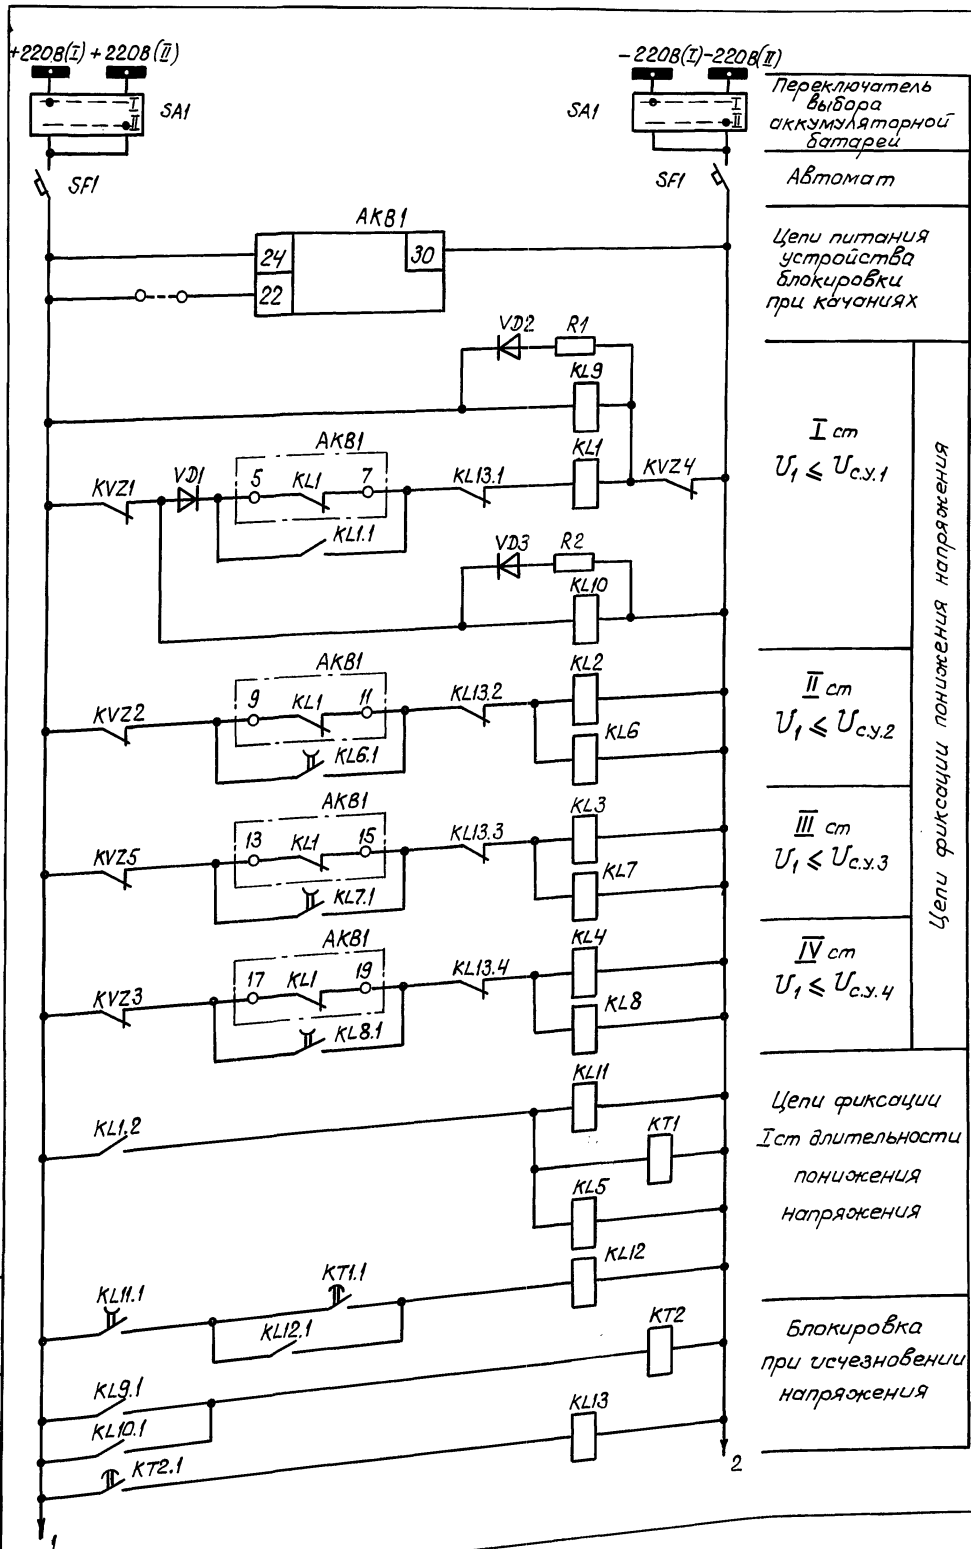 +220В(I) +220В(II)
−220В(I) −220В(II)
SA1
I
II
SA1
I
II
Переключатель
выбора
аккумуляторной
батарей
SF1
SF1
Автомат
AKB1
24
30
22
Цепи питания
устройства
блокировки
при качаниях
VD2
R1
KL9
AKB1
KVZ1
VD1
5
KL1
7
KL13.1
KL1
KVZ4
KL1.1
I ст
U₁ ⩽ Uс.у.1
VD3
R2
KL10
Цепи фиксации понижения напряжения
AKB1
KVZ2
9
KL1
11
KL13.2
KL2
KL6
KL6.1
II ст
U₁ ⩽ Uс.у.2
AKB1
KVZ5
13
KL1
15
KL13.3
KL3
KL7
KL7.1
III ст
U₁ ⩽ Uс.у.3
AKB1
KVZ3
17
KL1
19
KL13.4
KL4
KL8
KL8.1
IV ст
U₁ ⩽ Uс.у.4
KL1.2
KL11
KT1
KL5
Цепи фиксации
I ст длительности
понижения
напряжения
KL11.1
KT1.1
KL12
KL12.1
KT2
Блокировка
при исчезновении
напряжения
KL9.1
KL10.1
KL13
KT2.1
2
1